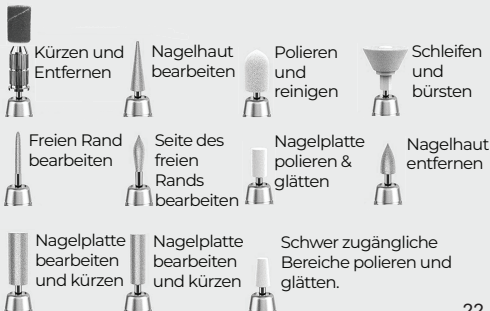 Kürzen und
Entfernen
Nagelhaut
bearbeiten
Polieren
und
reinigen
Schleifen
und
bürsten
Freien Rand
bearbeiten
Seite des
freien
Rands
bearbeiten
Nagelplatte
polieren &
glätten
Nagelhaut
entfernen
Nagelplatte
bearbeiten
und kürzen
Nagelplatte
bearbeiten
und kürzen
Schwer zugängliche
Bereiche polieren und
glätten.
22